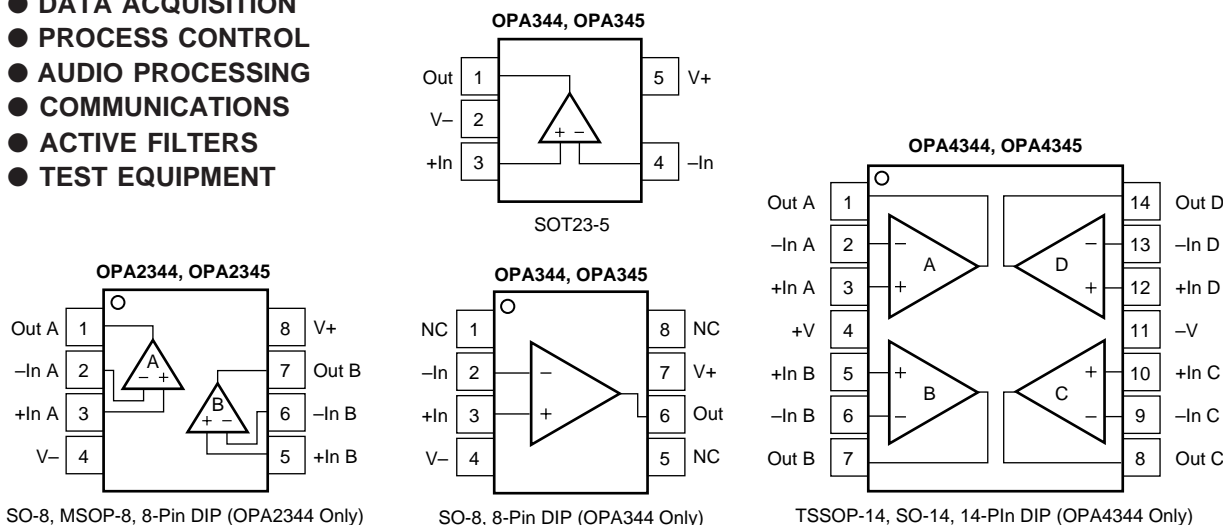 ● DATA ACQUISITION
● PROCESS CONTROL
● AUDIO PROCESSING
● COMMUNICATIONS
● ACTIVE FILTERS
● TEST EQUIPMENT
OPA344, OPA345
Out 1 5 V+
V– 2
+ –
+In 3 4 –In
SOT23-5
OPA2344, OPA2345
Out A 1 8 V+
A
–In A 2 7 Out B
– +
B
+In A 3 6 –In B
+ –
V– 4 5 +In B
SO-8, MSOP-8, 8-Pin DIP (OPA2344 Only)
OPA344, OPA345
NC 1 8 NC
–In 2 – 7 V+
+In 3 + 6 Out
V– 4 5 NC
SO-8, 8-Pin DIP (OPA344 Only)
OPA4344, OPA4345
Out A 1 14 Out D
–In A 2 – – 13 –In D
A D
+In A 3 + + 12 +In D
+V 4 11 –V
+In B 5 + + 10 +In C
B C
–In B 6 – – 9 –In C
Out B 7 8 Out C
TSSOP-14, SO-14, 14-PIn DIP (OPA4344 Only)